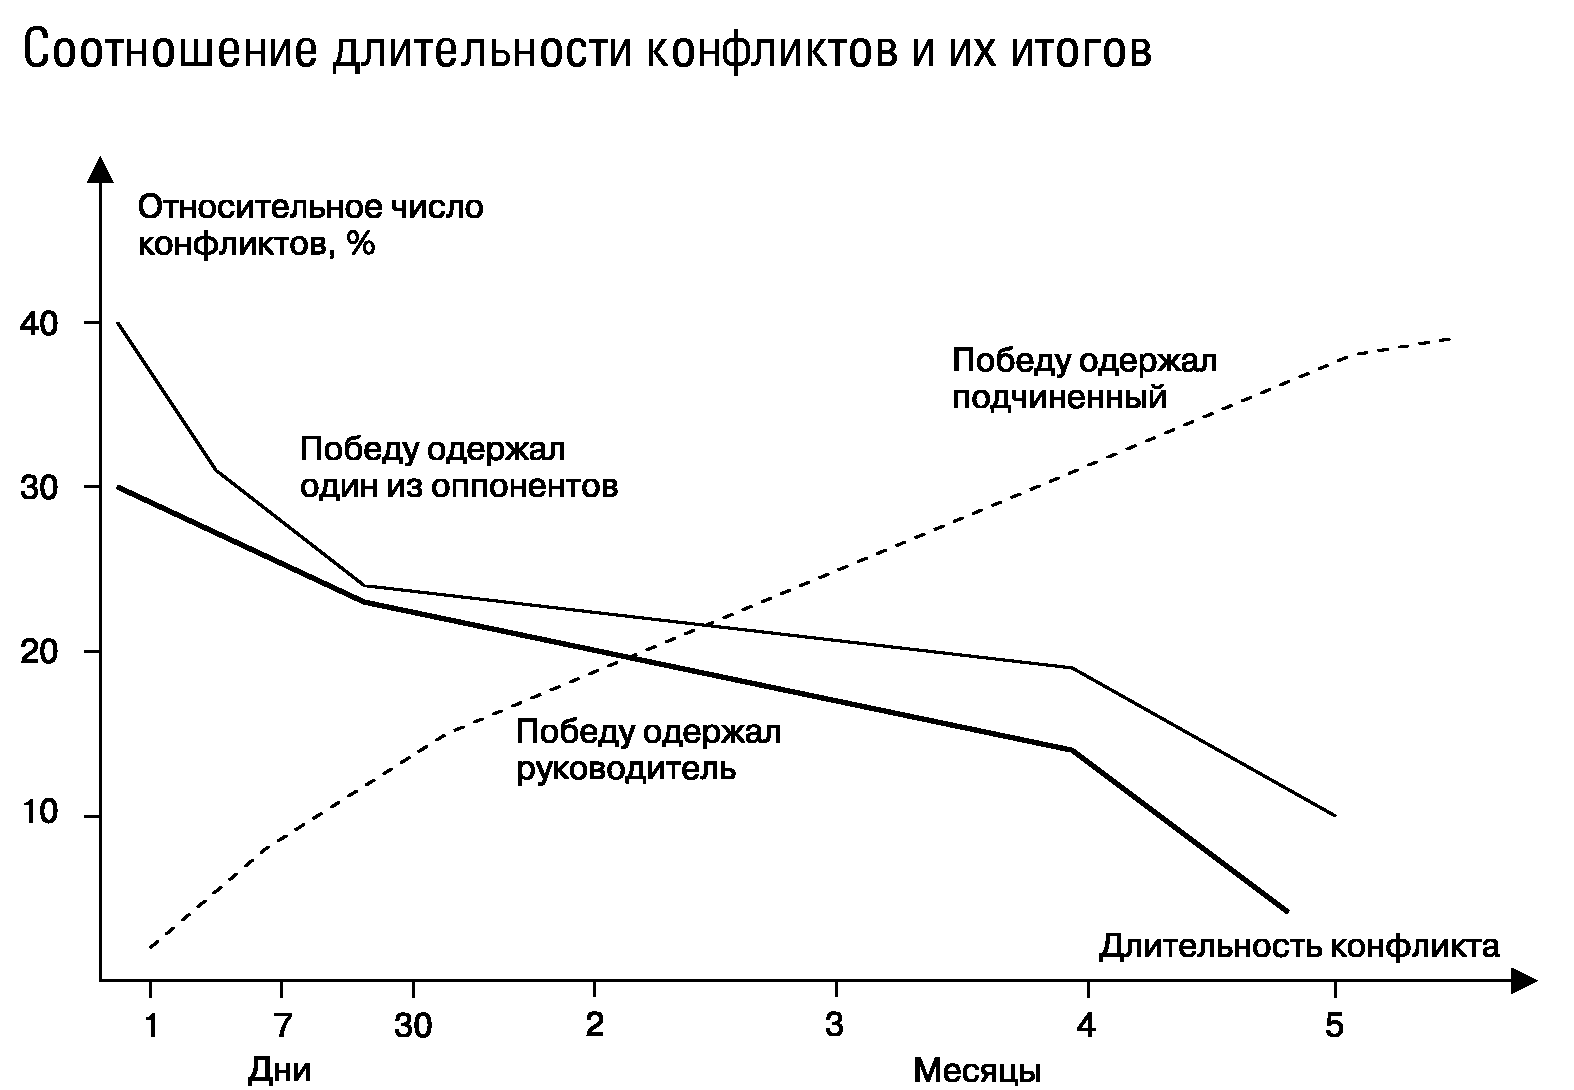 Соотношение длительности конфликтов и их итогов
Относительное число
конфликтов, %
40
30
20
10
Победу одержал
подчиненный
Победу одержал
один из оппонентов
Победу одержал
руководитель
Длительность конфликта
1 7 30 2 3 4 5
Дни Месяцы